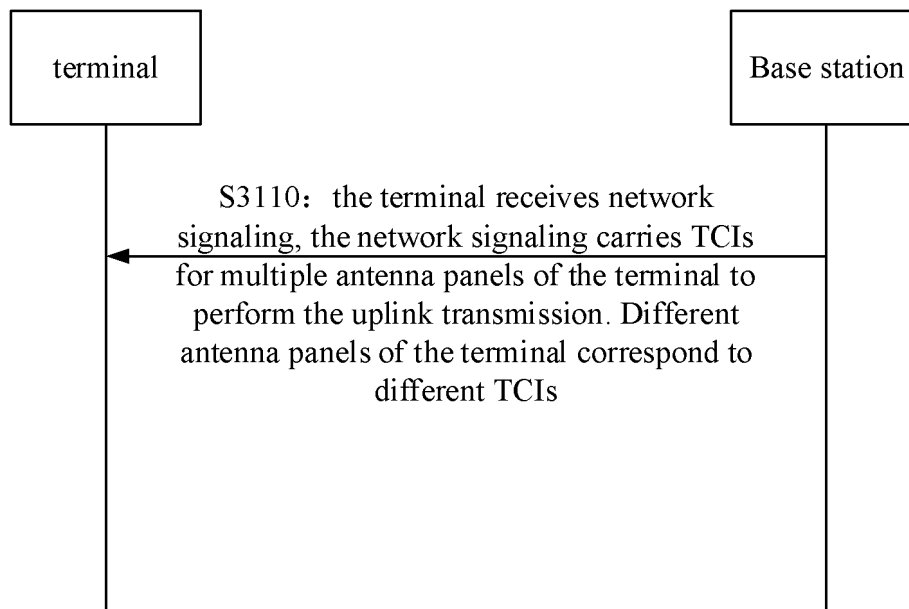 terminal
Base station
S3110：the terminal receives network
signaling, the network signaling carries TCIs
for multiple antenna panels of the terminal to
perform the uplink transmission. Different
antenna panels of the terminal correspond to
different TCIs